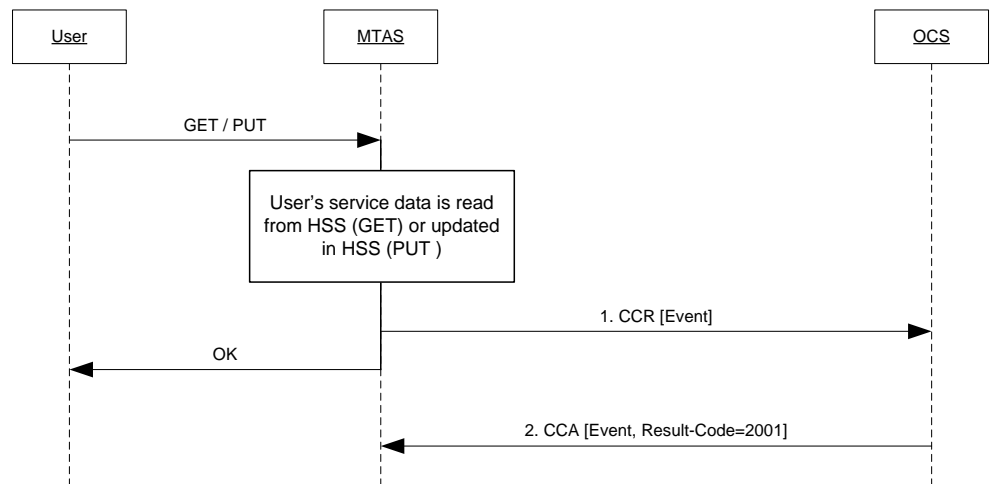 User
MTAS
OCS
GET / PUT
User's service data is read
from HSS (GET) or updated
in HSS (PUT )
1. CCR [Event]
OK
2. CCA [Event, Result-Code=2001]